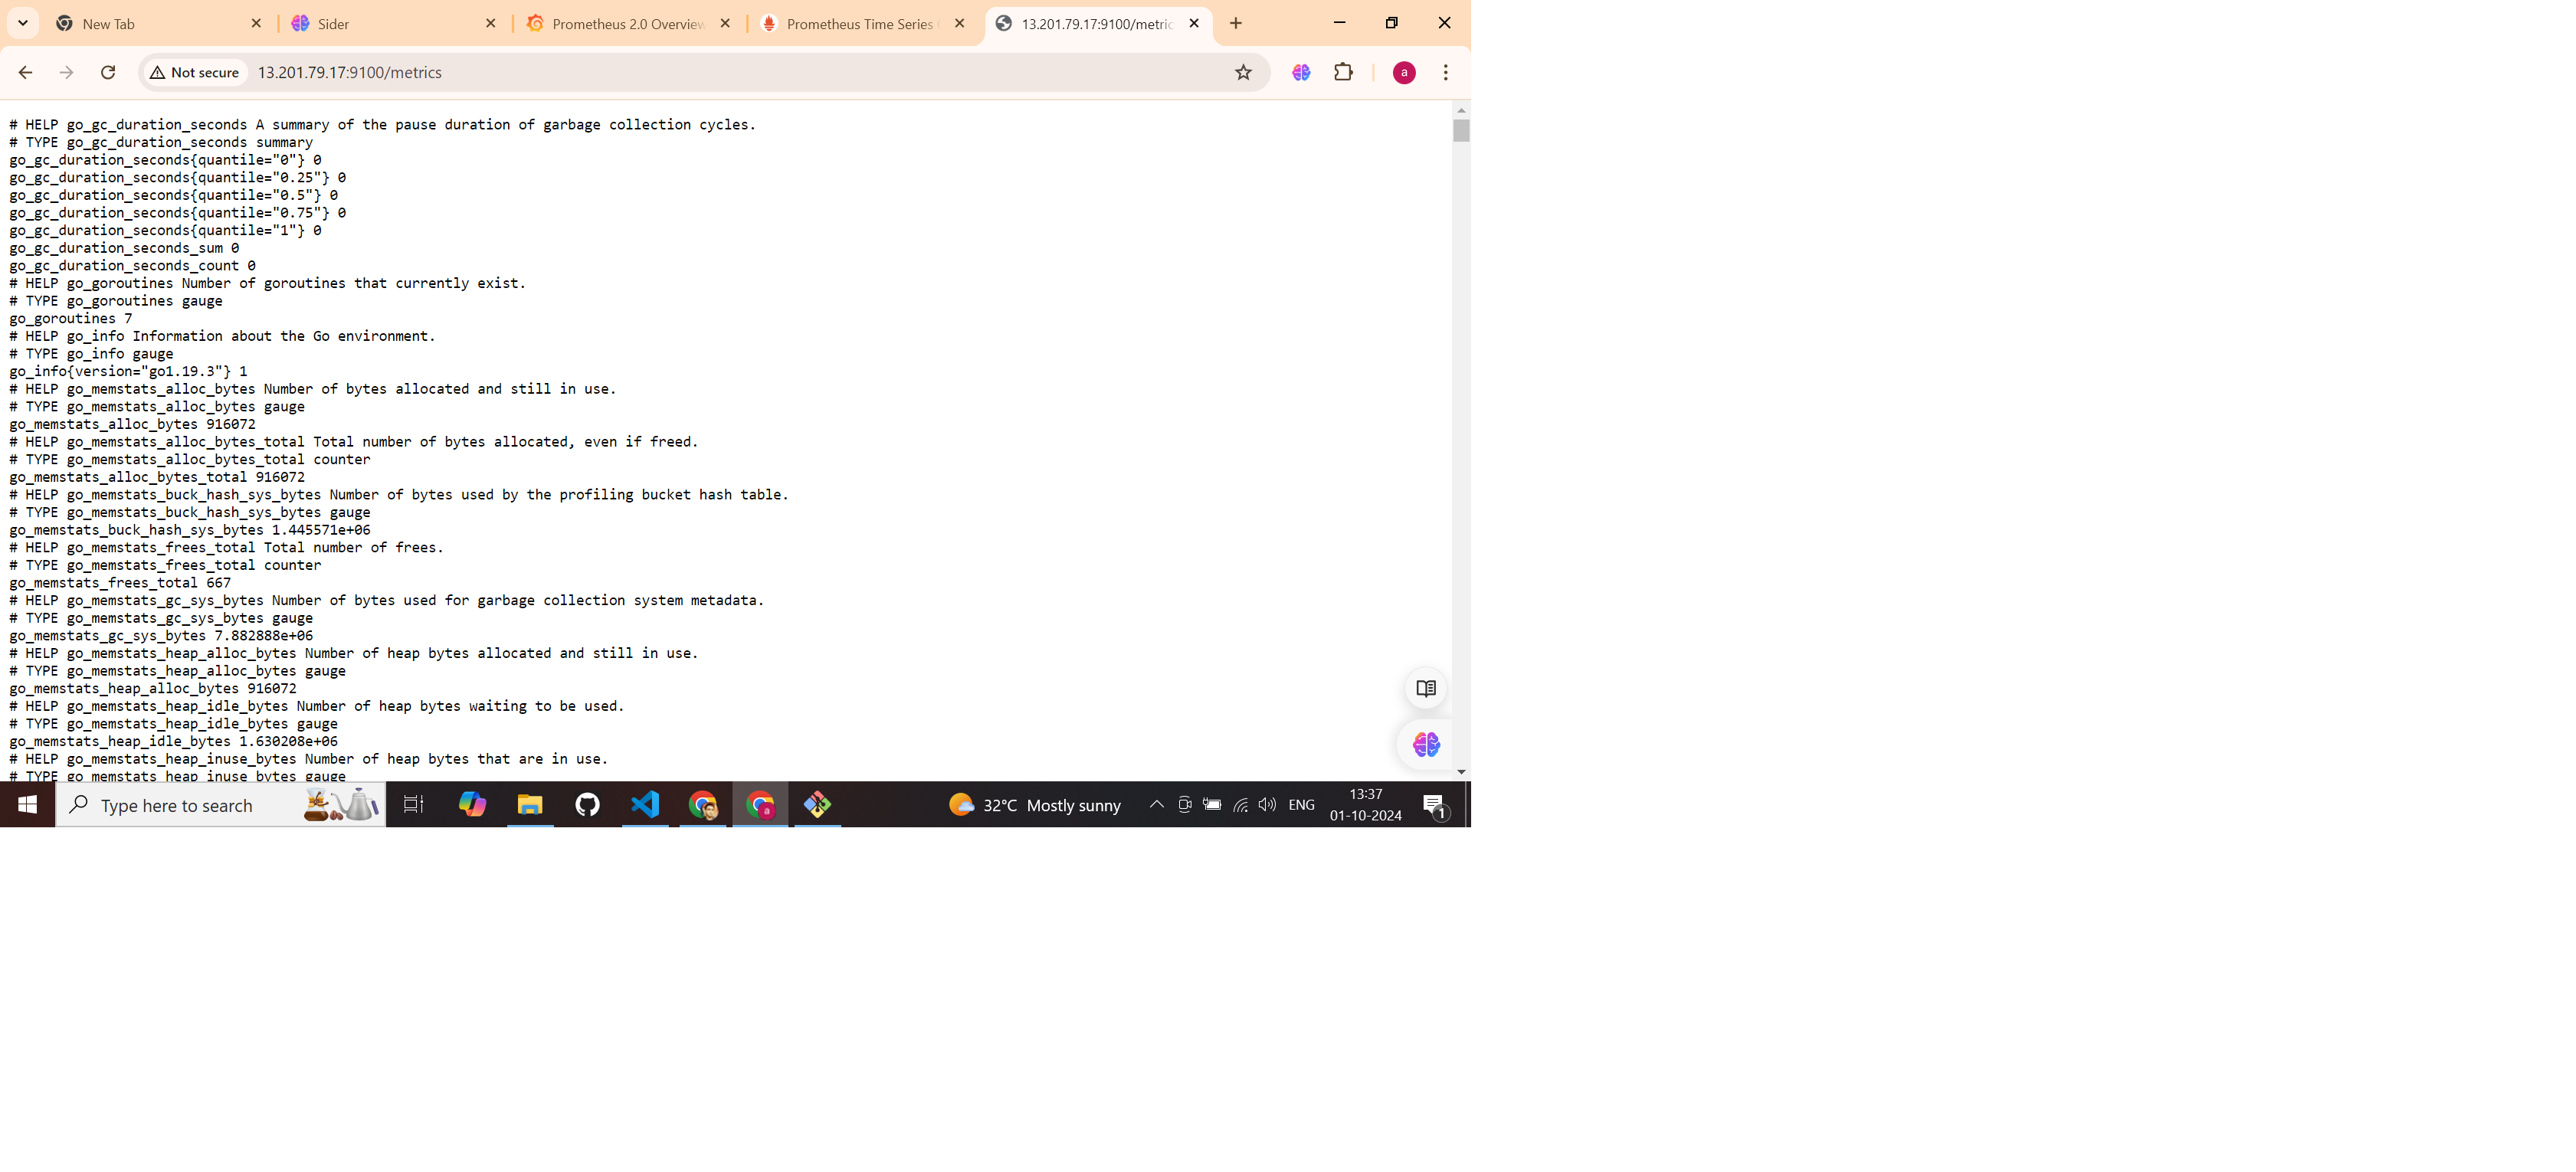 New Tab
Sider
Prometheus 2.0 Overview
Prometheus Time Series
13.201.79.17:9100/metric
Not secure
13.201.79.17:9100/metrics
a
# HELP go_gc_duration_seconds A summary of the pause duration of garbage collection cycles.
# TYPE go_gc_duration_seconds summary
go_gc_duration_seconds{quantile="0"} 0
go_gc_duration_seconds{quantile="0.25"} 0
go_gc_duration_seconds{quantile="0.5"} 0
go_gc_duration_seconds{quantile="0.75"} 0
go_gc_duration_seconds{quantile="1"} 0
go_gc_duration_seconds_sum 0
go_gc_duration_seconds_count 0
# HELP go_goroutines Number of goroutines that currently exist.
# TYPE go_goroutines gauge
go_goroutines 7
# HELP go_info Information about the Go environment.
# TYPE go_info gauge
go_info{version="go1.19.3"} 1
# HELP go_memstats_alloc_bytes Number of bytes allocated and still in use.
# TYPE go_memstats_alloc_bytes gauge
go_memstats_alloc_bytes 916072
# HELP go_memstats_alloc_bytes_total Total number of bytes allocated, even if freed.
# TYPE go_memstats_alloc_bytes_total counter
go_memstats_alloc_bytes_total 916072
# HELP go_memstats_buck_hash_sys_bytes Number of bytes used by the profiling bucket hash table.
# TYPE go_memstats_buck_hash_sys_bytes gauge
go_memstats_buck_hash_sys_bytes 1.445571e+06
# HELP go_memstats_frees_total Total number of frees.
# TYPE go_memstats_frees_total counter
go_memstats_frees_total 667
# HELP go_memstats_gc_sys_bytes Number of bytes used for garbage collection system metadata.
# TYPE go_memstats_gc_sys_bytes gauge
go_memstats_gc_sys_bytes 7.882888e+06
# HELP go_memstats_heap_alloc_bytes Number of heap bytes allocated and still in use.
# TYPE go_memstats_heap_alloc_bytes gauge
go_memstats_heap_alloc_bytes 916072
# HELP go_memstats_heap_idle_bytes Number of heap bytes waiting to be used.
# TYPE go_memstats_heap_idle_bytes gauge
go_memstats_heap_idle_bytes 1.630208e+06
# HELP go_memstats_heap_inuse_bytes Number of heap bytes that are in use.
# TYPE go_memstats_heap_inuse_bytes gauge
Type here to search
32°C Mostly sunny
ENG
13:37
01-10-2024
1